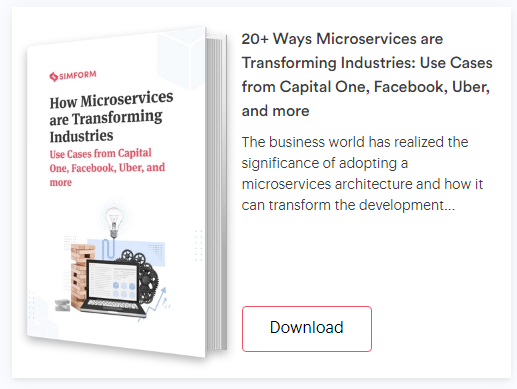 SIMFORM
How Microservices
are Transforming
Industries
Use Cases from Capital
One, Facebook, Uber, and
more
20+ Ways Microservices are
Transforming Industries: Use Cases
from Capital One, Facebook, Uber,
and more
The business world has realized the
significance of adopting a
microservices architecture and how it
can transform the development...
Download